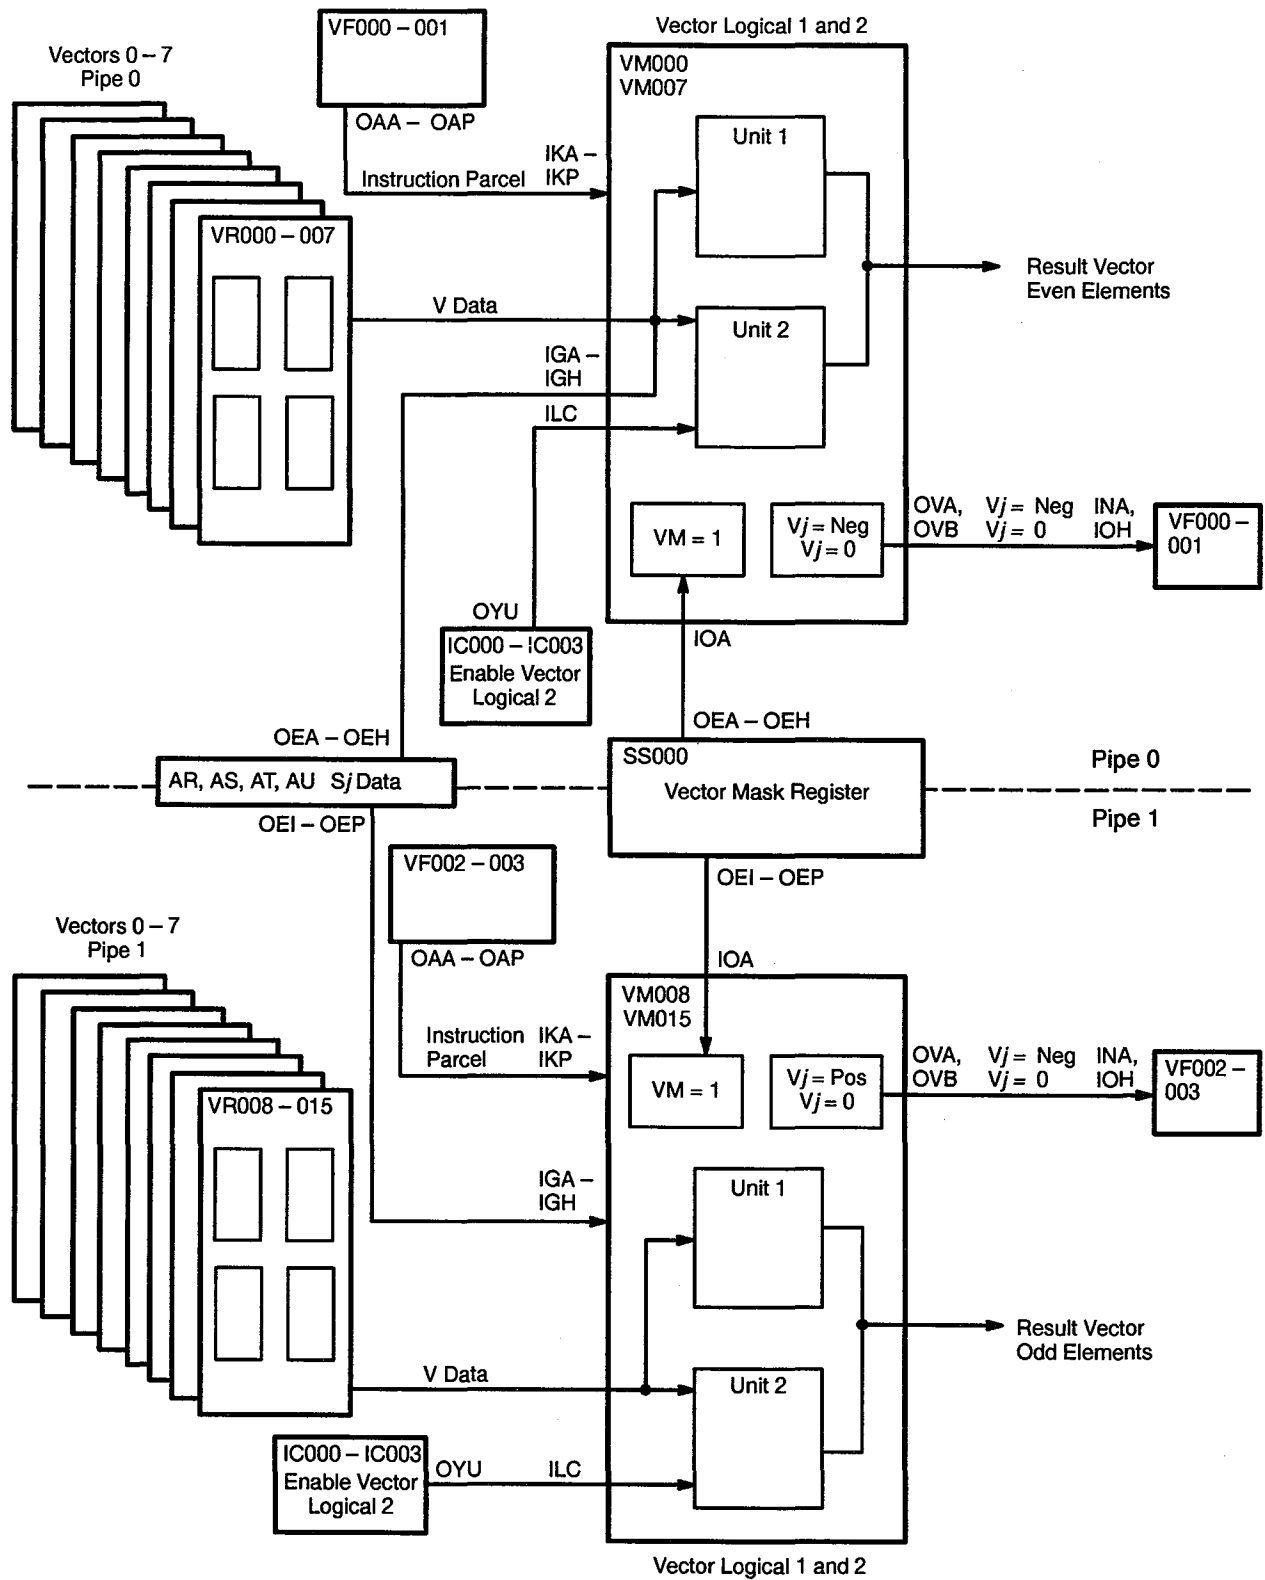 VF000 – 001
Vector Logical 1 and 2
Vectors 0 – 7
Pipe 0
VM000
VM007
OAA – OAP
Unit 1
IKA –
Instruction Parcel IKP
VR000 – 007
Result Vector
Even Elements
V Data
Unit 2
IGA –
IGH
ILC
VM = 1
Vj = Neg
Vj = 0
OVA, Vj = Neg INA,
OVB Vj = 0 IOH
VF000 –
001
OYU
IC000 – IC003
Enable Vector
Logical 2
IOA
OEA – OEH
OEA – OEH
SS000
Vector Mask Register
Pipe 0
AR, AS, AT, AU Sj Data
Pipe 1
OEI – OEP
VF002 – 003
OEI – OEP
Vectors 0 – 7
Pipe 1
OAA – OAP
IOA
VM008
VM015
Instruction IKA –
Parcel IKP
VM = 1
Vj = Pos
Vj = 0
OVA, Vj = Neg INA,
OVB Vj = 0 IOH
VF002 –
003
VR008 – 015
IGA –
IGH
Unit 1
Result Vector
Odd Elements
V Data
Unit 2
IC000 – IC003
Enable Vector
Logical 2
OYU ILC
Vector Logical 1 and 2